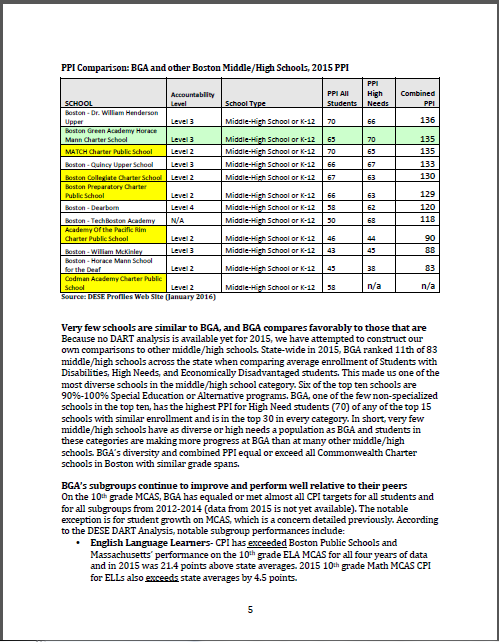 PPI Comparison: BGA and other Boston Middle/High Schools, 2015 PPI
SCHOOL Accountability Level School Type PPI All Students PPI High Needs Combined PPI
Boston - Dr. William Henderson Upper Level 3 Middle-High School or K-12 70 66 136
Boston Green Academy Horace Mann Charter School Level 3 Middle-High School or K-12 65 70 135
MATCH Charter Public School Level 2 Middle-High School or K-12 70 65 135
Boston - Quincy Upper School Level 3 Middle-High School or K-12 66 67 133
Boston Collegiate Charter School Level 2 Middle-High School or K-12 67 63 130
Boston Preparatory Charter Public School Level 2 Middle-High School or K-12 66 63 129
Boston - Dearborn Level 4 Middle-High School or K-12 58 62 120
Boston - TechBoston Academy N/A Middle-High School or K-12 50 68 118
Academy Of the Pacific Rim Charter Public School Level 2 Middle-High School or K-12 46 44 90
Boston - William McKinley Level 3 Middle-High School or K-12 43 45 88
Boston - Horace Mann School for the Deaf Level 2 Middle-High School or K-12 45 38 83
Codman Academy Charter Public School Level 2 Middle-High School or K-12 58 n/a n/a
Source: DESE Profiles Web Site (January 2016)
Very few schools are similar to BGA, and BGA compares favorably to those that are
Because no DART analysis is available yet for 2015, we have attempted to construct our
own comparisons to other middle/high schools. State-wide in 2015, BGA ranked 11th of 83
middle/high schools across the state when comparing average enrollment of Students with
Disabilities, High Needs, and Economically Disadvantaged students. This made us one of the
most diverse schools in the middle/high school category. Six of the top ten schools are
90%-100% Special Education or Alternative programs. BGA, one of the few non-specialized
schools in the top ten, has the highest PPI for High Need students (70) of any of the top 15
schools with similar enrollment and is in the top 30 in every category. In short, very few
middle/high schools have as diverse or high needs a population as BGA and students in
these categories are making more progress at BGA than at many other middle/high
schools. BGA's diversity and combined PPI equal or exceed all Commonwealth Charter
schools in Boston with similar grade spans.
BGA's subgroups continue to improve and perform well relative to their peers
On the 10th grade MCAS, BGA has equaled or met almost all CPI targets for all students and
for all subgroups from 2012-2014 (data from 2015 is not yet available). The notable
exception is for student growth on MCAS, which is a concern detailed previously. According
to the DESE DART Analysis, notable subgroup performances include:
• English Language Learners- CPI has exceeded Boston Public Schools and
Massachusetts' performance on the 10th grade ELA MCAS for all four years of data
and in 2015 was 21.4 points above state averages. 2015 10th grade Math MCAS CPI
for ELLs also exceeds state averages by 4.5 points.
5